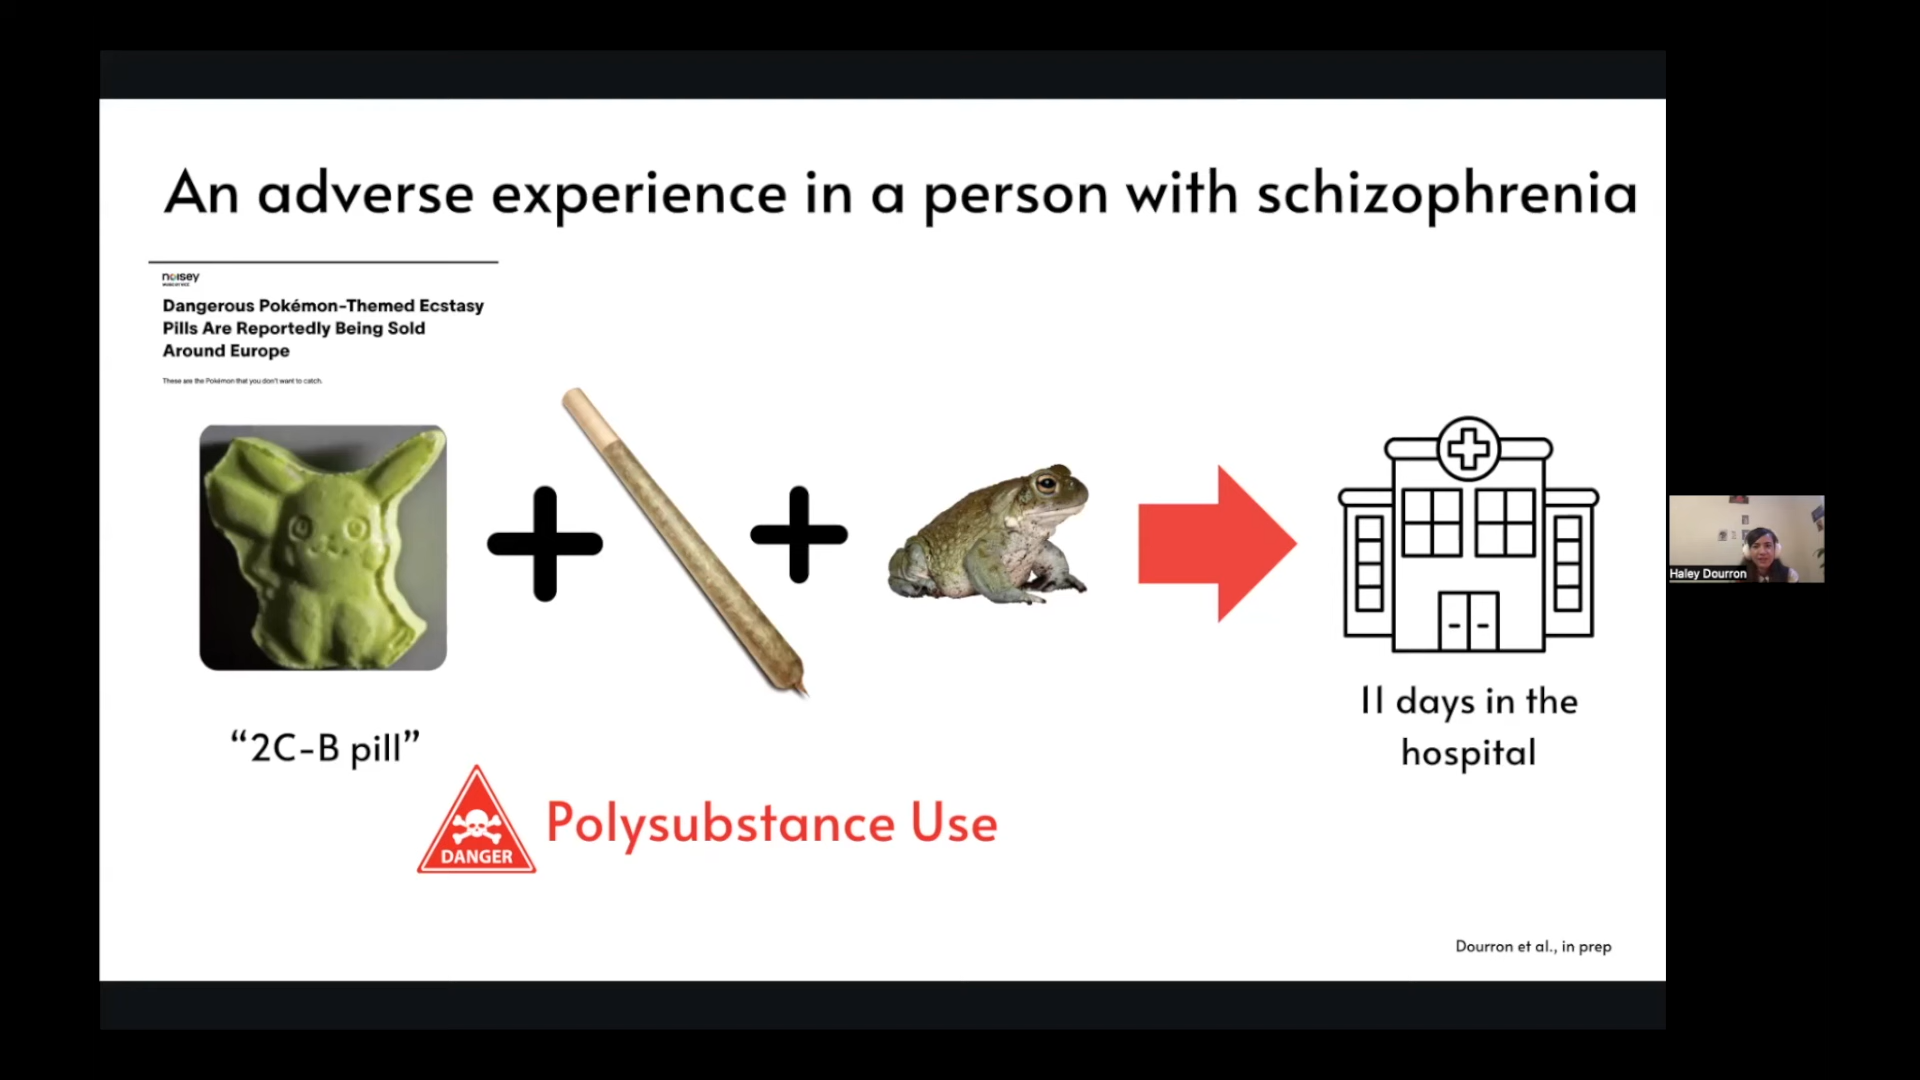 An adverse experience in a person with schizophrenia
noisey
Dangerous Pokémon-Themed Ecstasy
Pills Are Reportedly Being Sold
Around Europe
These are the Pokémon that you don't want to catch.
“2C-B pill”
DANGER
Polysubstance Use
11 days in the
hospital
Dourron et al., in prep
Haley Dourron